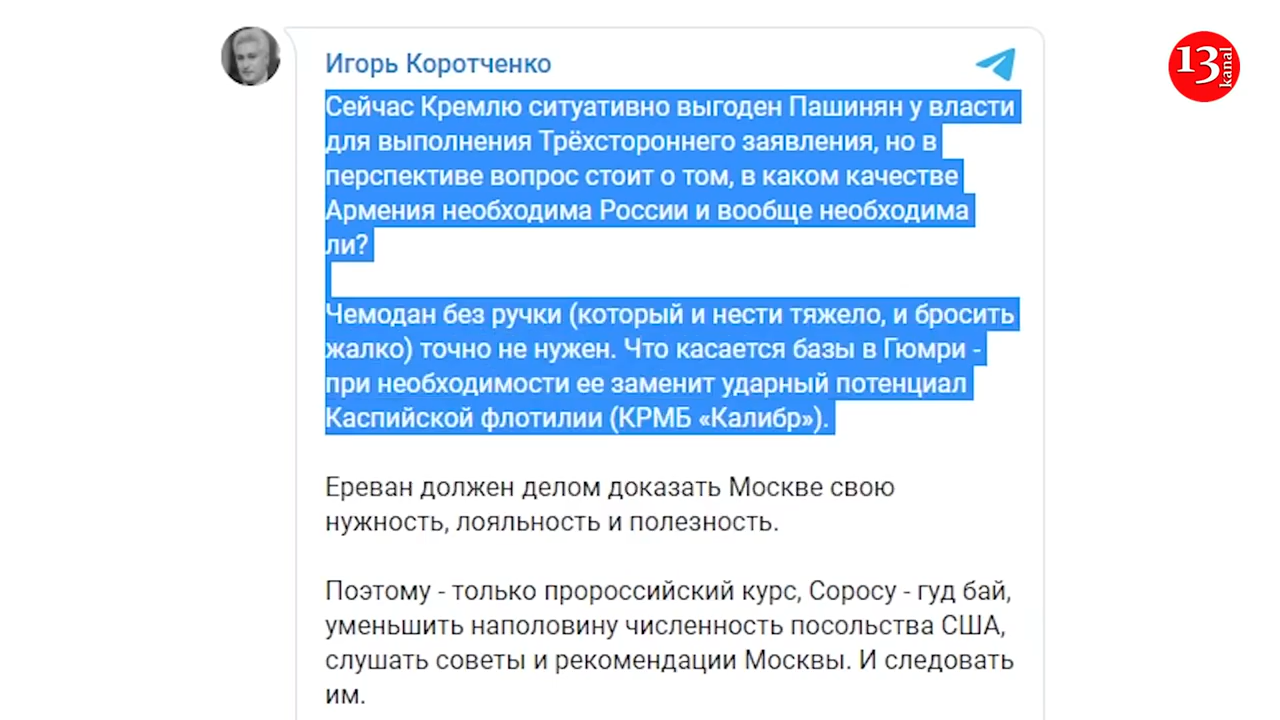 Игорь Коротченко
13
kanal
Сейчас Кремлю ситуативно выгоден Пашинян у власти
для выполнения Трёхстороннего заявления, но в
перспективе вопрос стоит о том, в каком качестве
Армения необходима России и вообще необходима
ли?
Чемодан без ручки (который и нести тяжело, и бросить
жалко) точно не нужен. Что касается базы в Гюмри -
при необходимости ее заменит ударный потенциал
Каспийской флотилии (КРМБ «Калибр»).
Ереван должен делом доказать Москве свою
нужность, лояльность и полезность.
Поэтому - только пророссийский курс, Соросу - гуд бай,
уменьшить наполовину численность посольства США,
слушать советы и рекомендации Москвы. И следовать
им.